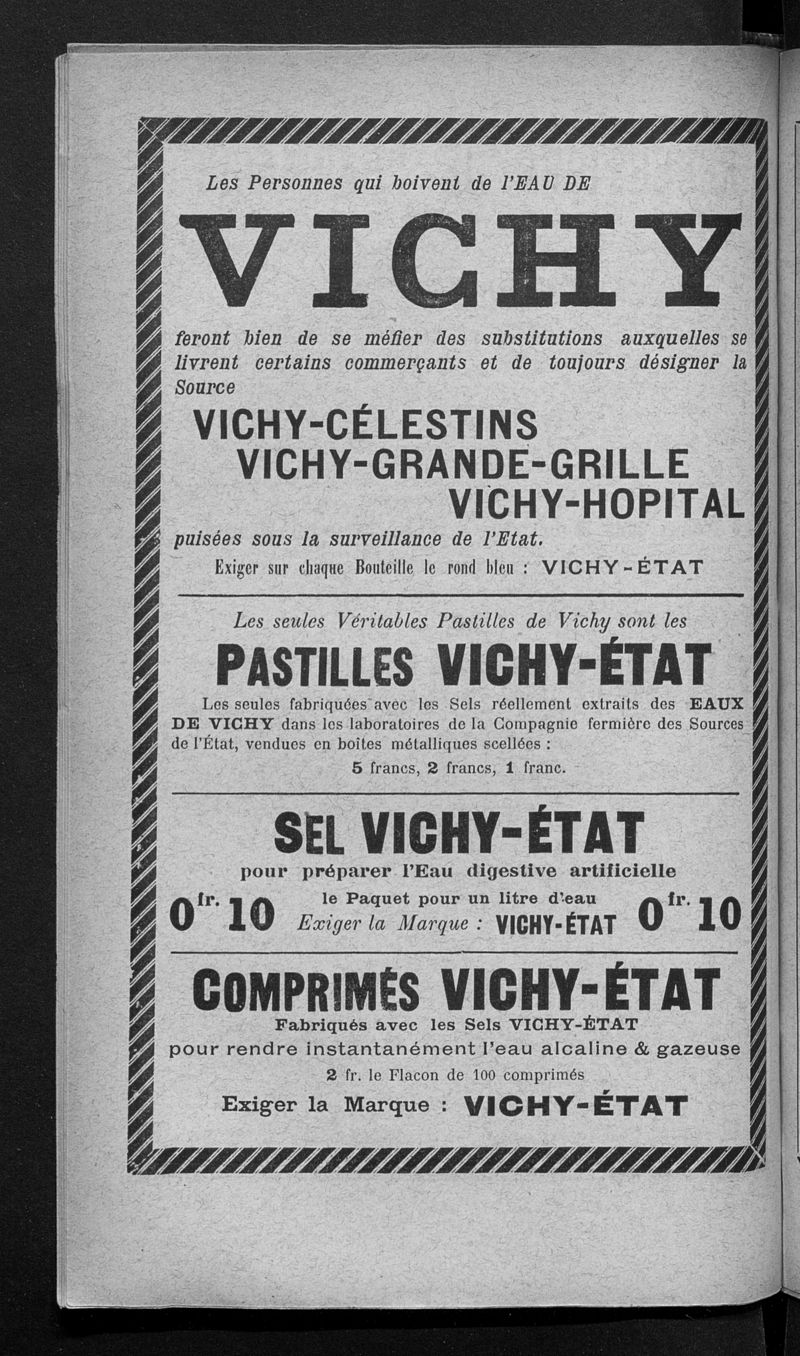 Les Personnes qui boivent de l'EAU DE
VICHY
feront bien de se méfier des substitutions auxquelles se
livrent certains commerçants et de toujours désigner la
Source
VICHY-CÉLESTINS
VICHY-GRANDE-GRILLE
VICHY-HOPITAL
puisées sous la surveillance de l'Etat.
Exiger sur chaque Bouteille le rond bleu : VICHY-ÉTAT
Les seules Véritables Pastilles de Vichy sont les
PASTILLES VICHY-ÉTAT
Les seules fabriquées avec les Sels réellement extraits des EAUX
DE VICHY dans les laboratoires de la Compagnie fermière des Sources
de l'État, vendues en boîtes métalliques scellées :
5 francs, 2 francs, 1 franc.
SEL VICHY-ÉTAT
pour préparer l'Eau digestive artificielle
0 fr. 10 le Paquet pour un litre d'eau 0 fr. 10
Exiger la Marque : VICHY-ÉTAT
COMPRIMÉS VICHY-ÉTAT
Fabriqués avec les Sels VICHY-ÉTAT
pour rendre instantanément l'eau alcaline & gazeuse
2 fr. le Flacon de 100 comprimés
Exiger la Marque : VICHY-ÉTAT